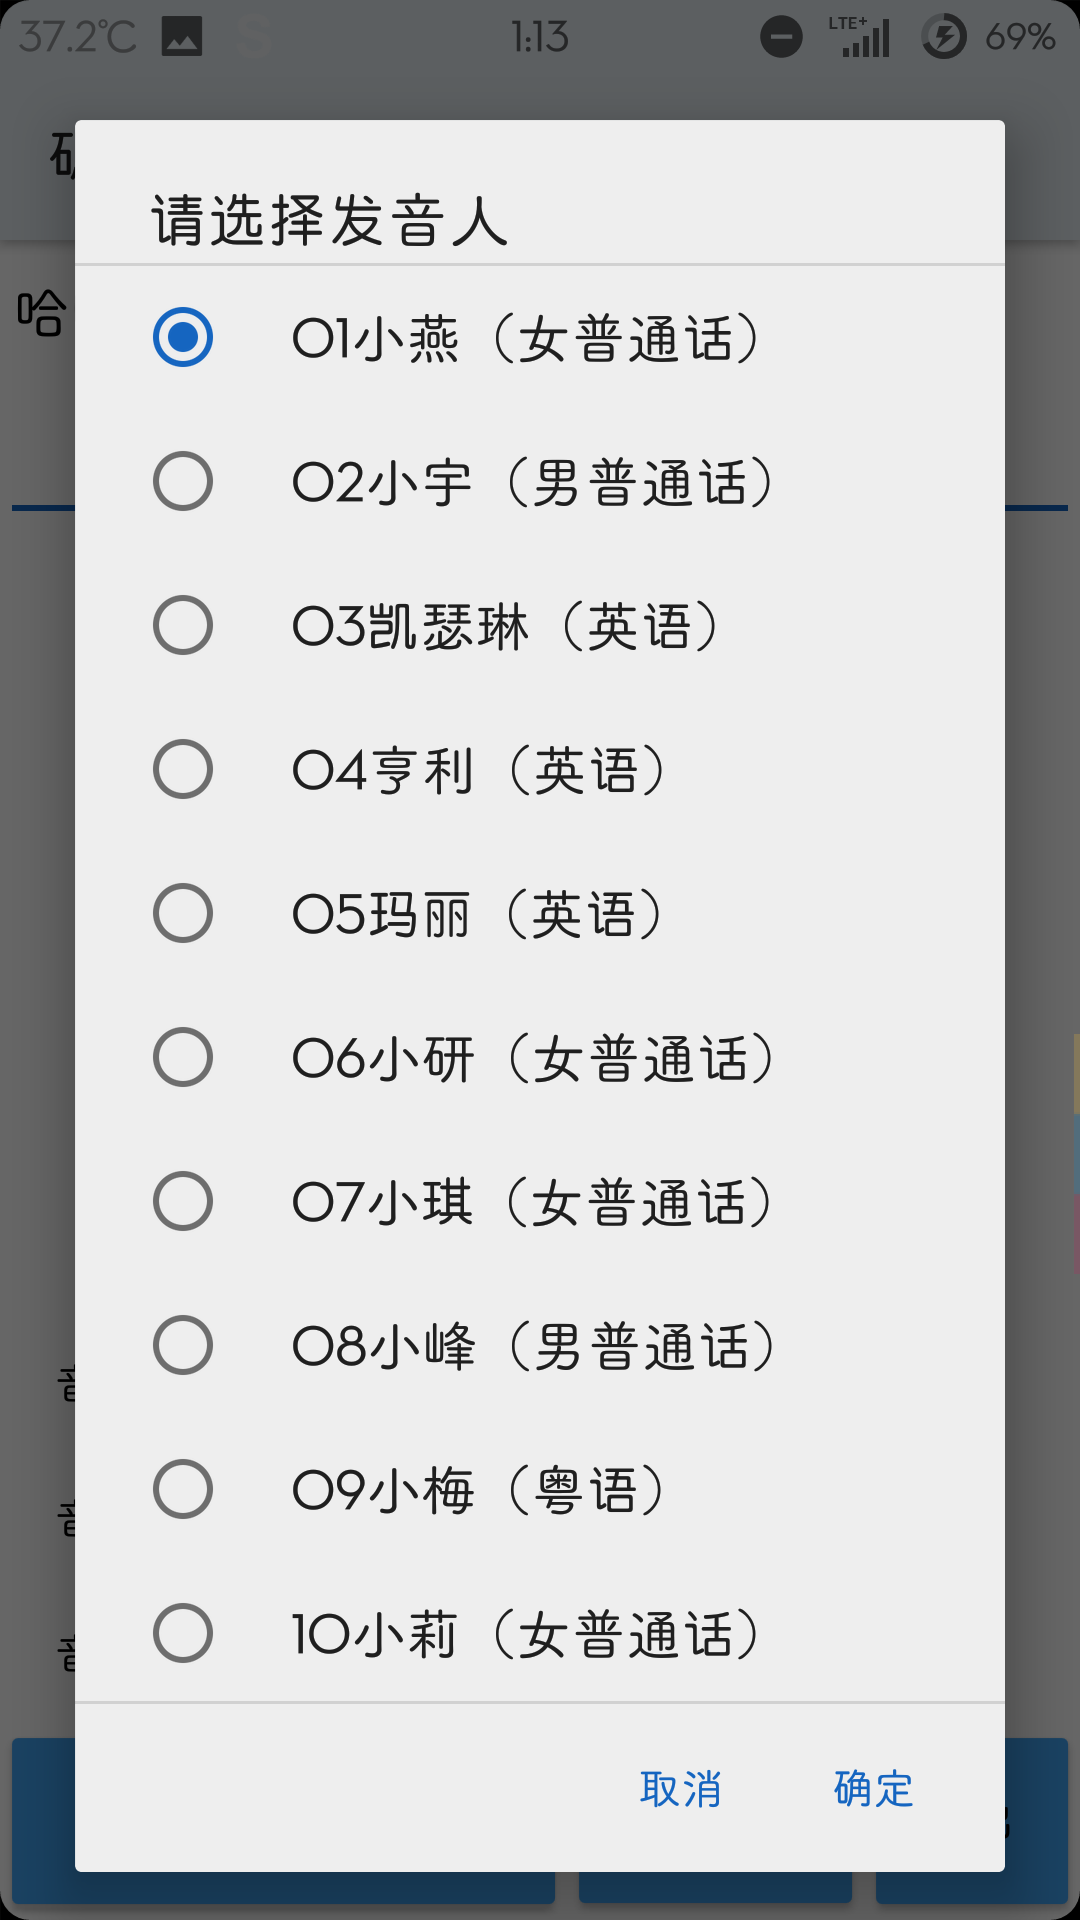 37.2℃ S 1:13 LTE+ 69%
请选择发音人
哈
01小燕（女普通话）
02小宇（男普通话）
03凯瑟琳（英语）
04亨利（英语）
05玛丽（英语）
06小研（女普通话）
07小琪（女普通话）
08小峰（男普通话）
09小梅（粤语）
10小莉（女普通话）
取消 确定